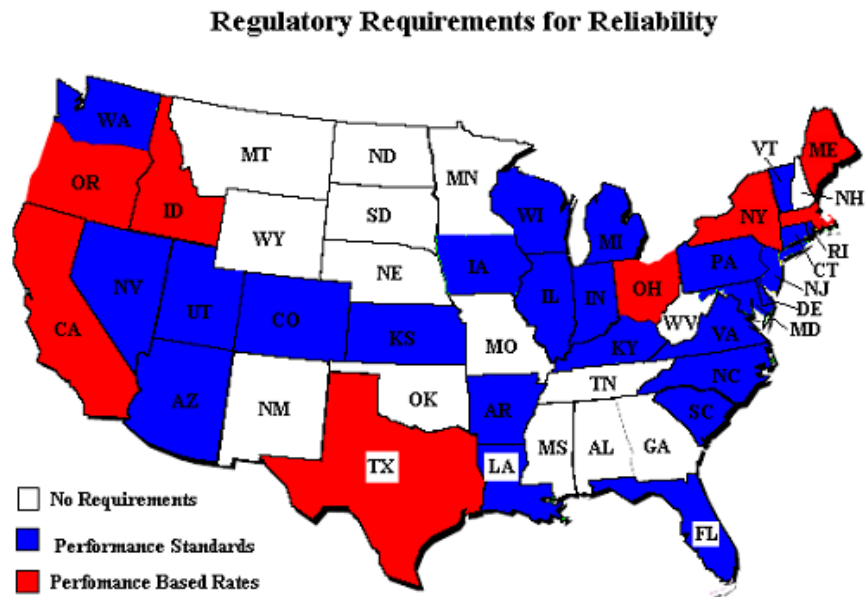 Regulatory Requirements for Reliability
WA
MT
ND
MN
VT
ME
OR
ID
SD
WI
NY
NH
WY
MI
RI
IA
PA
CT
NE
NV
NJ
UT
IL
IN
OH
DE
CO
WV
MD
CA
KS
MO
KY
VA
TN
NC
AZ
NM
OK
AR
SC
MS
AL
GA
TX
LA
No Requirements
FL
Performance Standards
Perfomance Based Rates